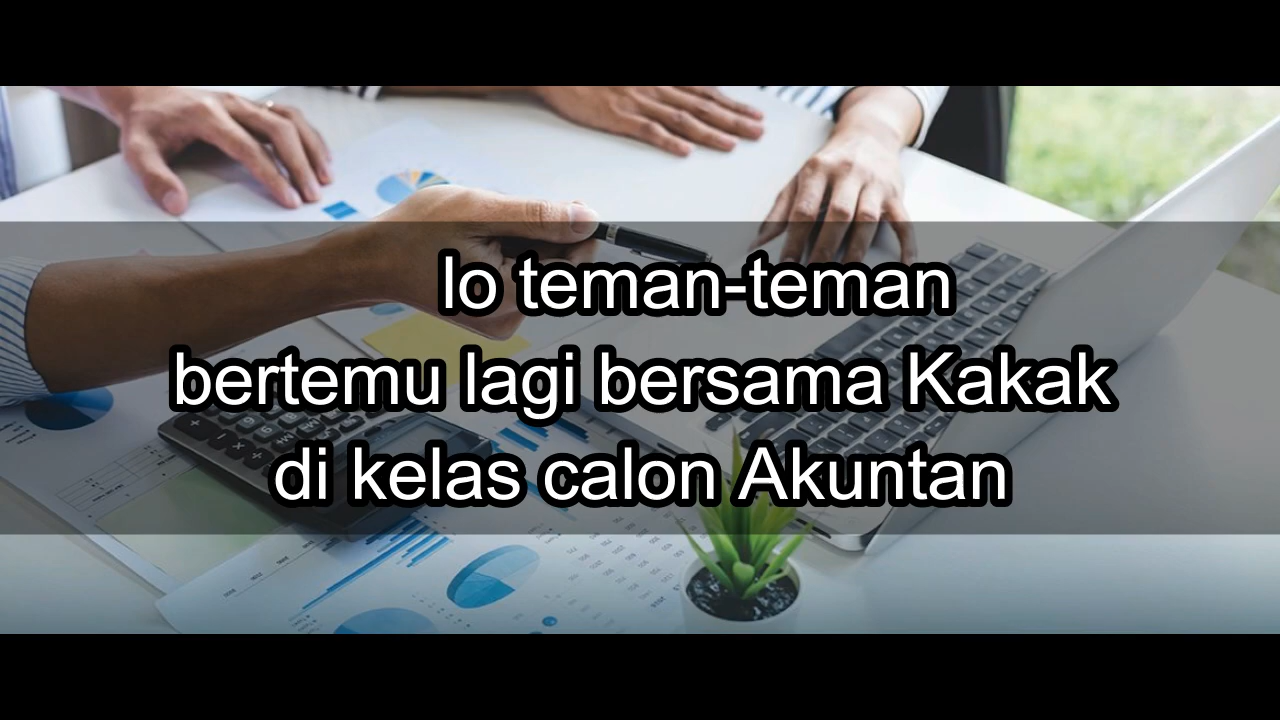 lo teman-teman
bertemu lagi bersama Kakak
di kelas calon Akuntan